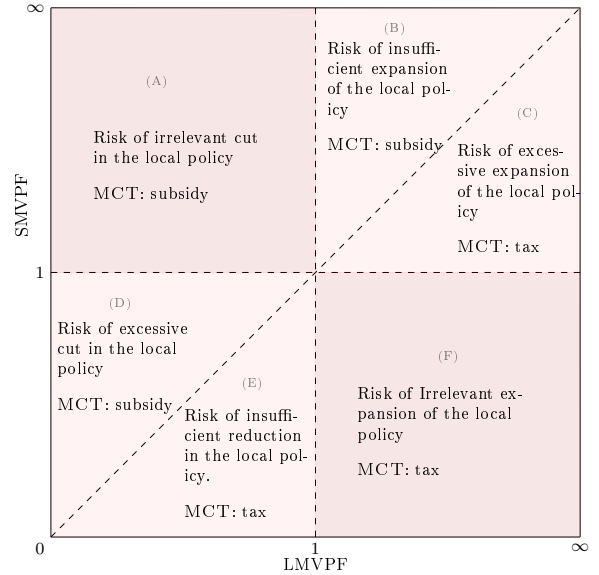 ∞
(B)
Risk of insuffi-
cient expansion
of the local pol-
icy
MCT: subsidy
(A)
Risk of irrelevant cut
in the local policy
MCT: subsidy
(C)
Risk of exces-
sive expansion
of the local pol-
icy
MCT: tax
SMVPF
1
(D)
Risk of excessive
cut in the local
policy
MCT: subsidy
(E)
Risk of insuffi-
cient reduction
in the local pol-
icy.
MCT: tax
(F)
Risk of Irrelevant ex-
pansion of the local
policy
MCT: tax
0
1
∞
LMVPF